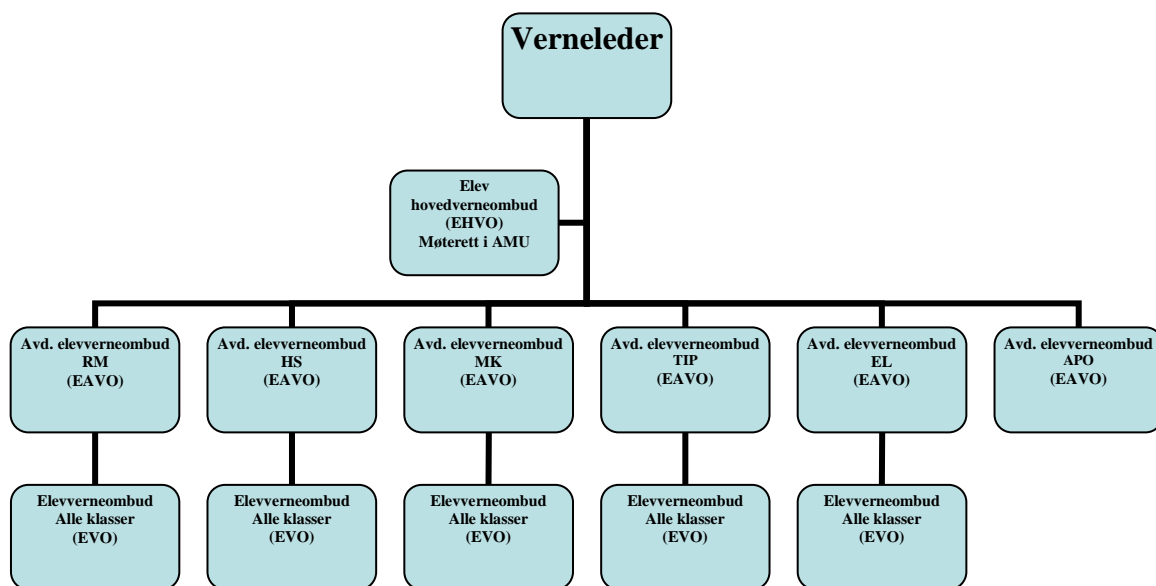 Verneleder
Elev
hovedverneombud
(EHVO)
Møterett i AMU
Avd. elevverneombud
RM
(EAVO)
Avd. elevverneombud
HS
(EAVO)
Avd. elevverneombud
MK
(EAVO)
Avd. elevverneombud
TIP
(EAVO)
Avd. elevverneombud
EL
(EAVO)
Avd. elevverneombud
APO
(EAVO)
Elevverneombud
Alle klasser
(EVO)
Elevverneombud
Alle klasser
(EVO)
Elevverneombud
Alle klasser
(EVO)
Elevverneombud
Alle klasser
(EVO)
Elevverneombud
Alle klasser
(EVO)